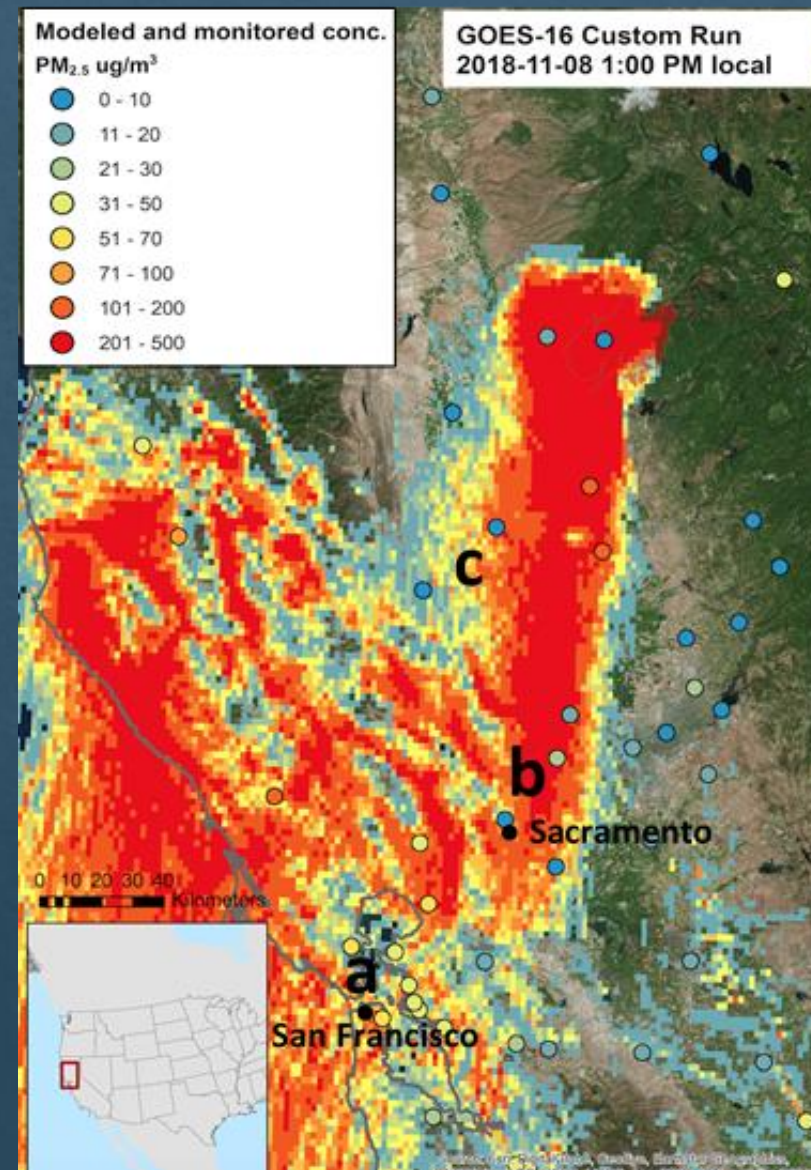 Modeled and monitored conc.
PM2.5 ug/m³
0 - 10
11 - 20
21 - 30
31 - 50
51 - 70
71 - 100
101 - 200
201 - 500
GOES-16 Custom Run
2018-11-08 1:00 PM local
c
b
Sacramento
0 10 20 30 40
Kilometers
a
San Francisco